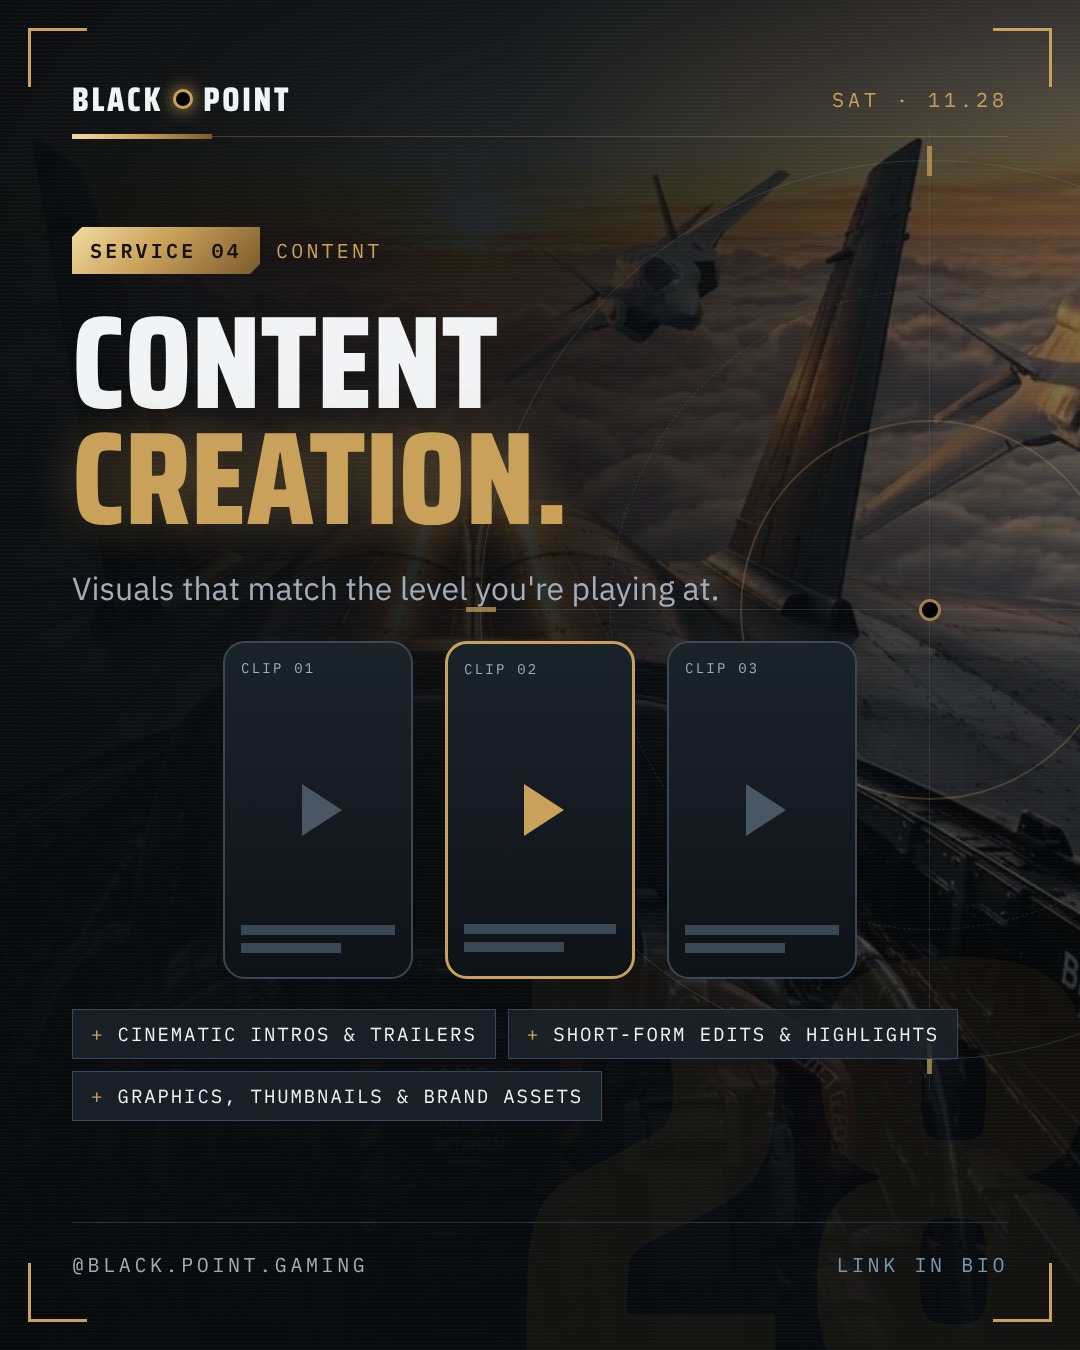 BLACK POINT
SAT · 11.28
SERVICE 04
CONTENT
CONTENT
CREATION.
Visuals that match the level you're playing at.
CLIP 01
CLIP 02
CLIP 03
+ CINEMATIC INTROS & TRAILERS
+ SHORT-FORM EDITS & HIGHLIGHTS
+ GRAPHICS, THUMBNAILS & BRAND ASSETS
28
@BLACK.POINT.GAMING
LINK IN BIO